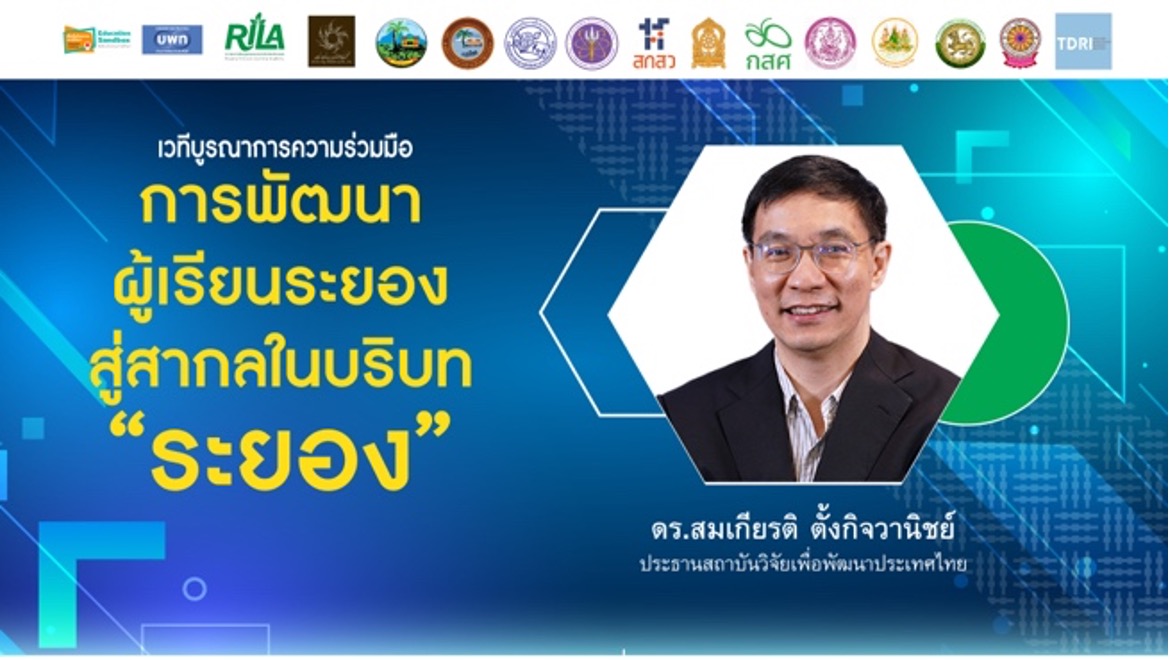 Education
Sandbox
บพท
RILA
สกสว
กสศ
TDRI
เวทีบูรณาการความร่วมมือ
การพัฒนา
ผู้เรียนระยอง
สู่สากลในบริบท
“ระยอง”
ดร.สมเกียรติ ตั้งกิจวานิชย์
ประธานสถาบันวิจัยเพื่อพัฒนาประเทศไทย